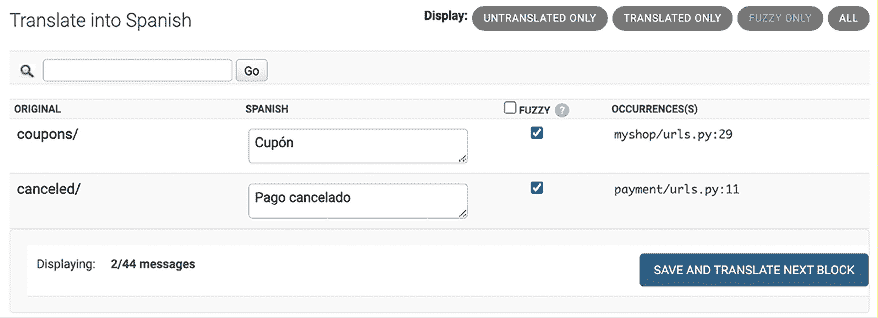 Translate into Spanish
Display: UNTRANSLATED ONLY TRANSLATED ONLY FUZZY ONLY ALL
Go
ORIGINAL SPANISH FUZZY ? OCCURRENCES(S)
coupons/ Cupón myshop/urls.py:29
canceled/ Pago cancelado payment/urls.py:11
Displaying: 2/44 messages SAVE AND TRANSLATE NEXT BLOCK